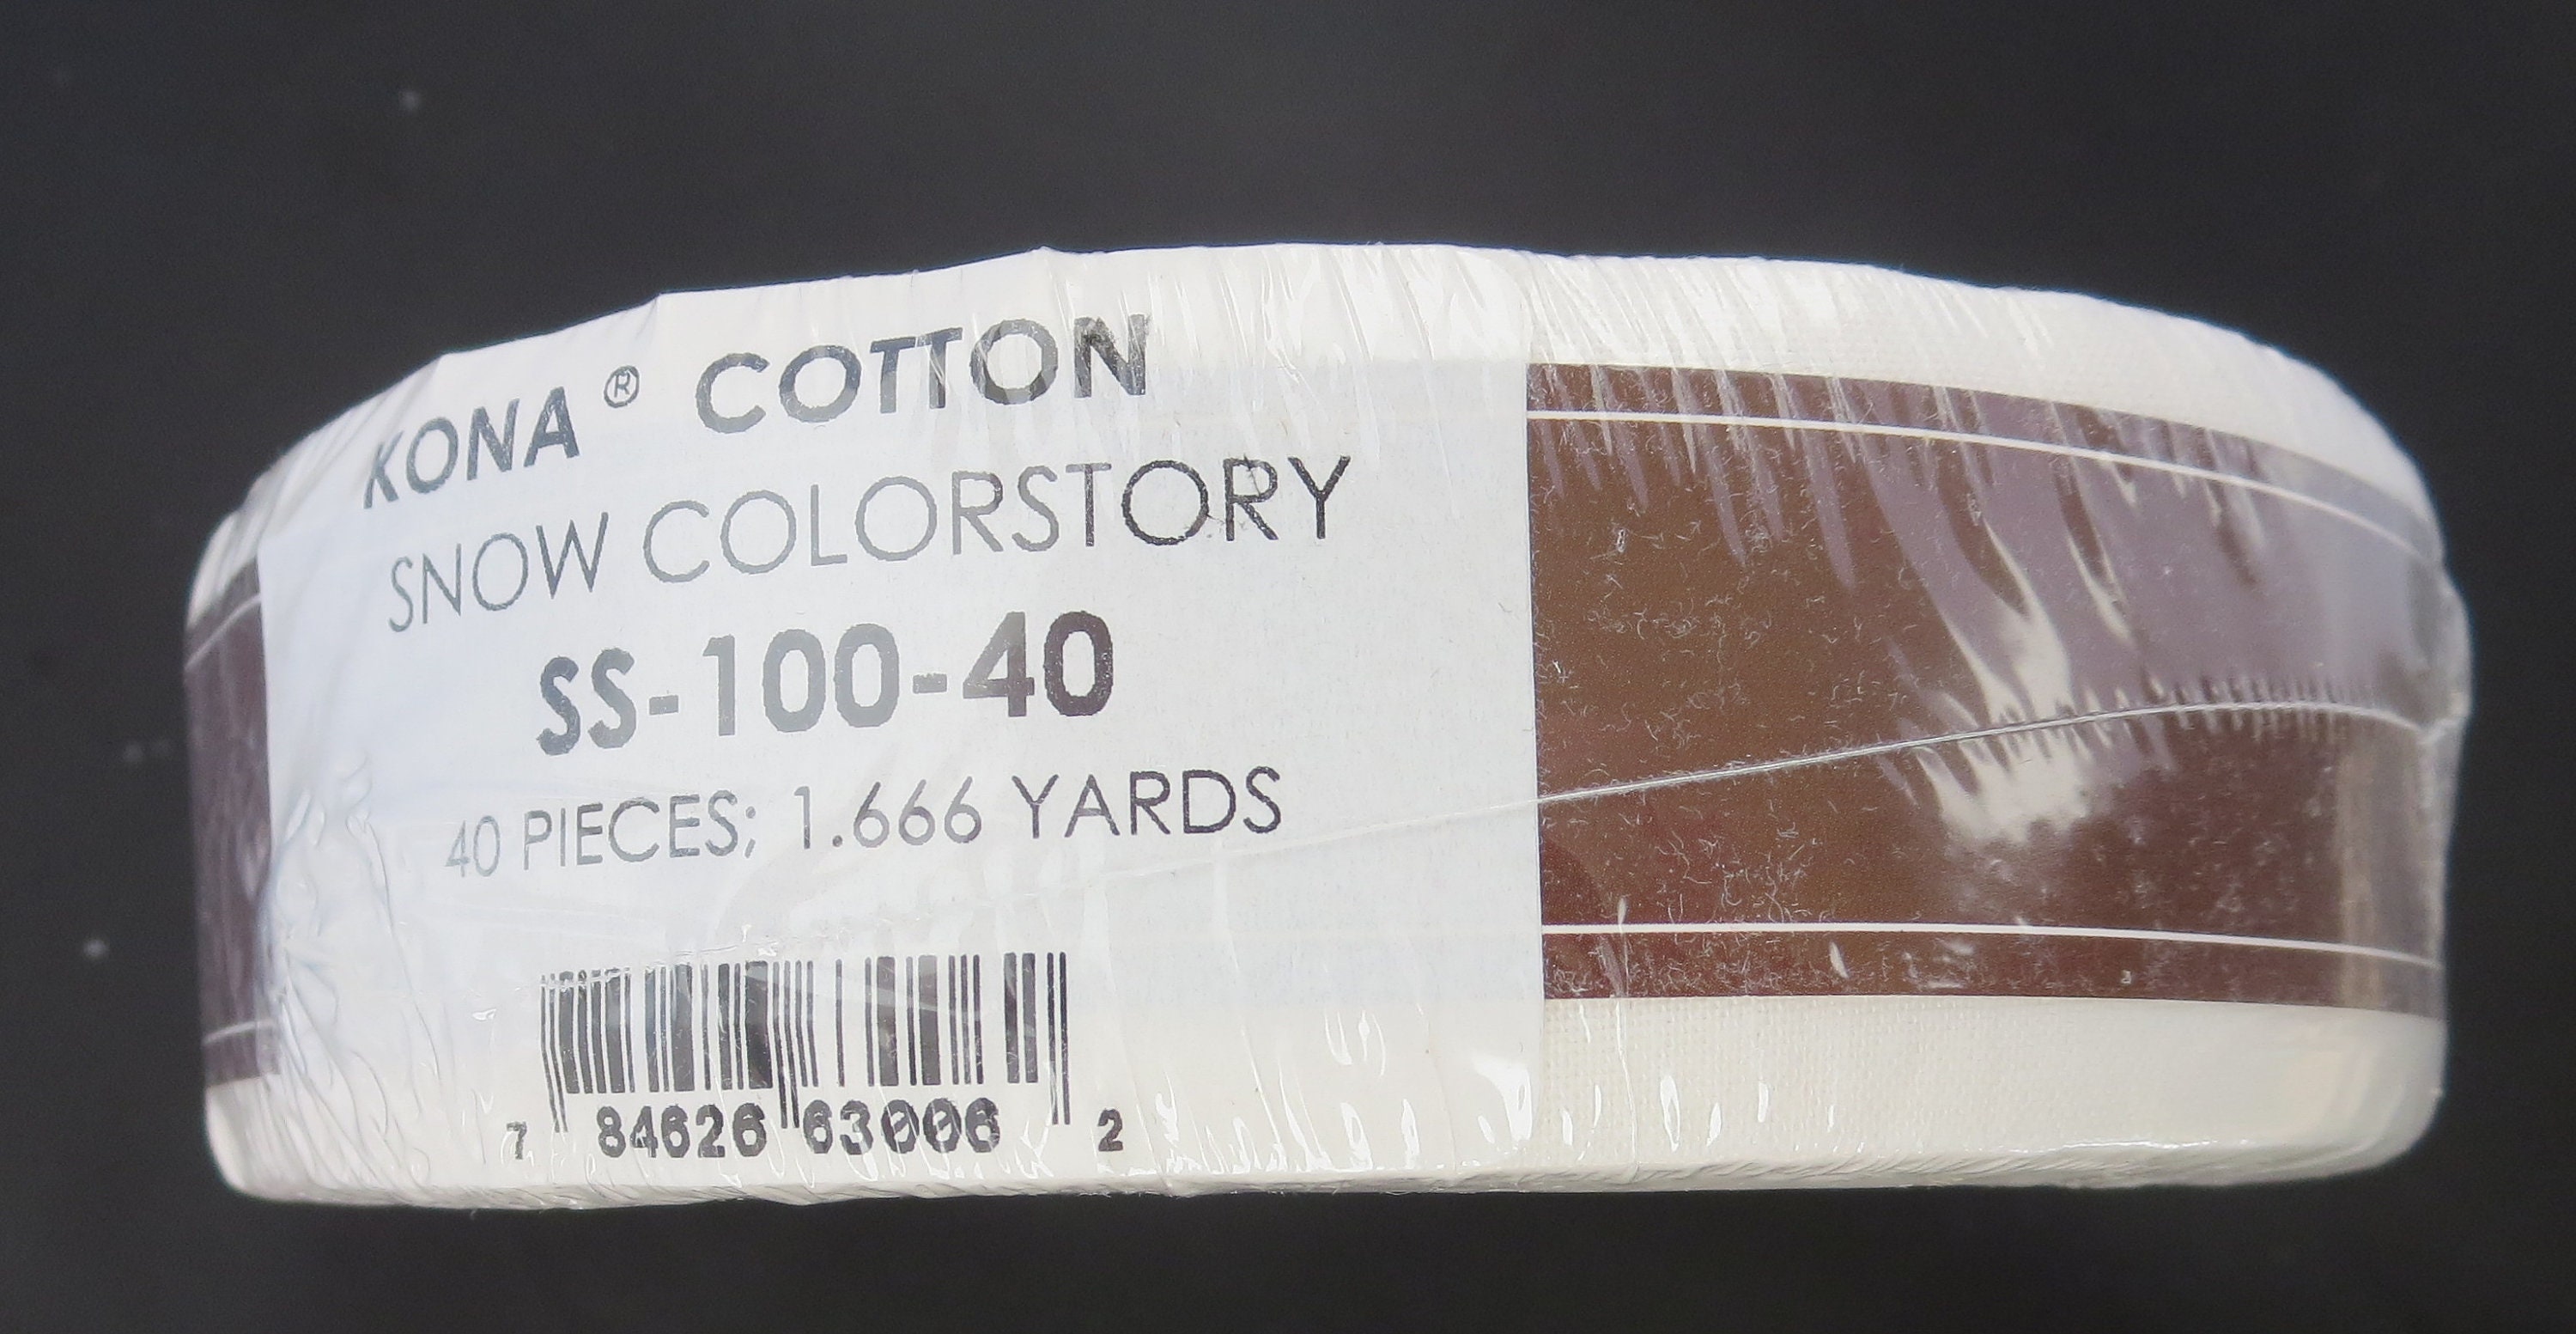 KONA® COTTON
SNOW COLORSTORY
SS-100-40
40 PIECES; 1.666 YARDS
7 84626 63006 2